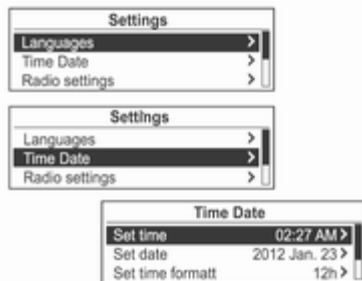 Settings
Languages >
Time Date >
Radio settings >
Settings
Languages >
Time Date >
Radio settings >
Time Date
Set time 02:27 AM >
Set date 2012 Jan. 23 >
Set time formatt 12h >